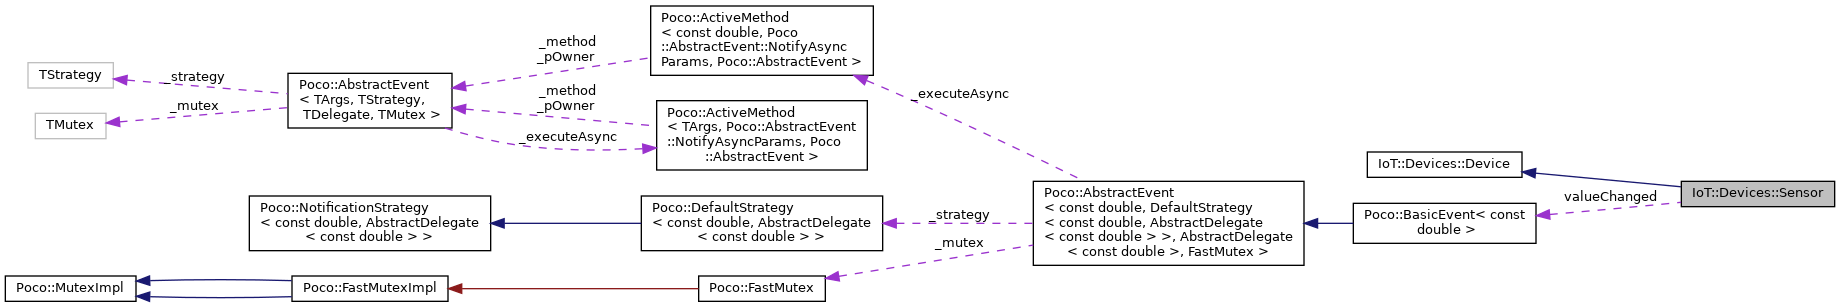 Poco::ActiveMethod
< const double, Poco
::AbstractEvent::NotifyAsync
Params, Poco::AbstractEvent >
_method
_pOwner
TStrategy
_strategy
Poco::AbstractEvent
< TArgs, TStrategy,
TDelegate, TMutex >
_method
_pOwner
_executeAsync
TMutex
_mutex
Poco::ActiveMethod
< TArgs, Poco::AbstractEvent
::NotifyAsyncParams, Poco
::AbstractEvent >
_executeAsync
IoT::Devices::Device
IoT::Devices::Sensor
valueChanged
Poco::AbstractEvent
< const double, DefaultStrategy
< const double, AbstractDelegate
< const double > >, AbstractDelegate
< const double >, FastMutex >
Poco::BasicEvent< const
double >
Poco::NotificationStrategy
< const double, AbstractDelegate
< const double > >
Poco::DefaultStrategy
< const double, AbstractDelegate
< const double > >
_strategy
_mutex
Poco::MutexImpl
Poco::FastMutexImpl
Poco::FastMutex